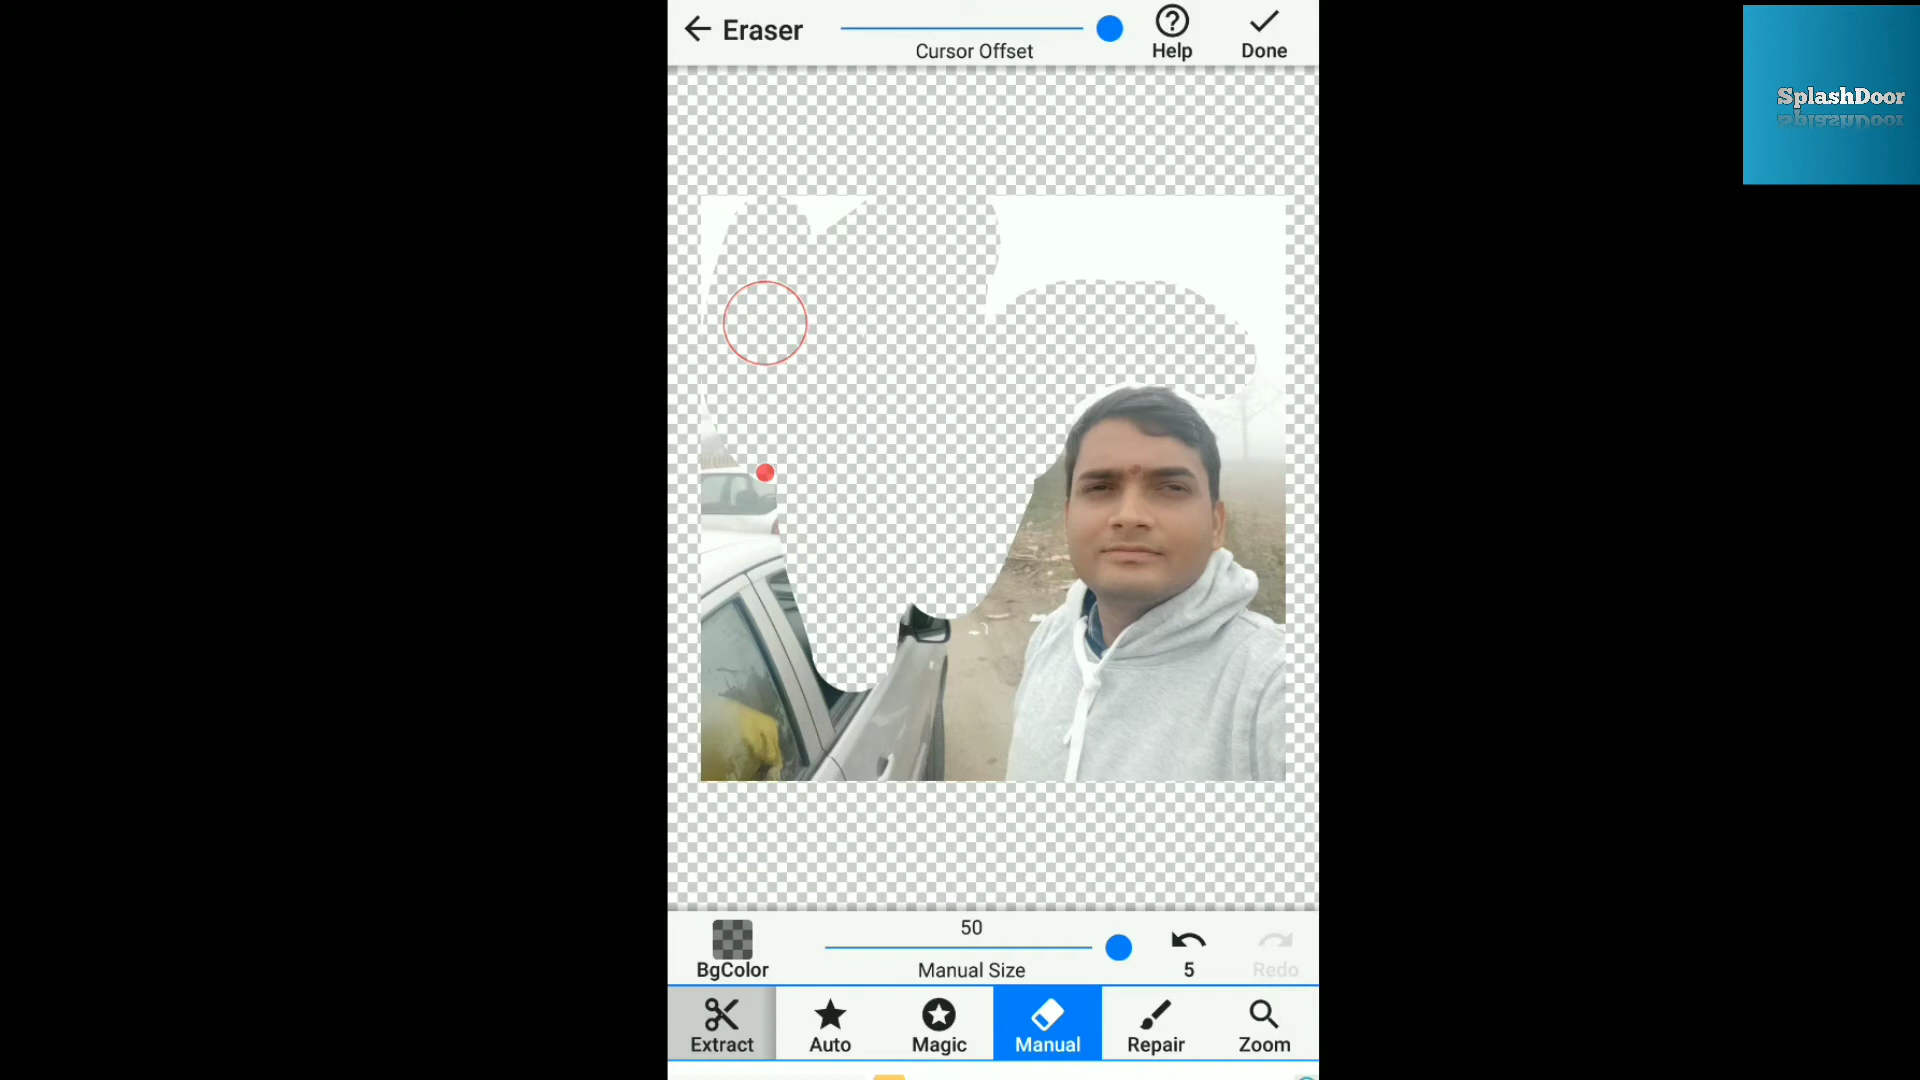 Eraser
Cursor Offset
Help
Done
SplashDoor
BgColor
50
Manual Size
5
Redo
Extract
Auto
Magic
Manual
Repair
Zoom